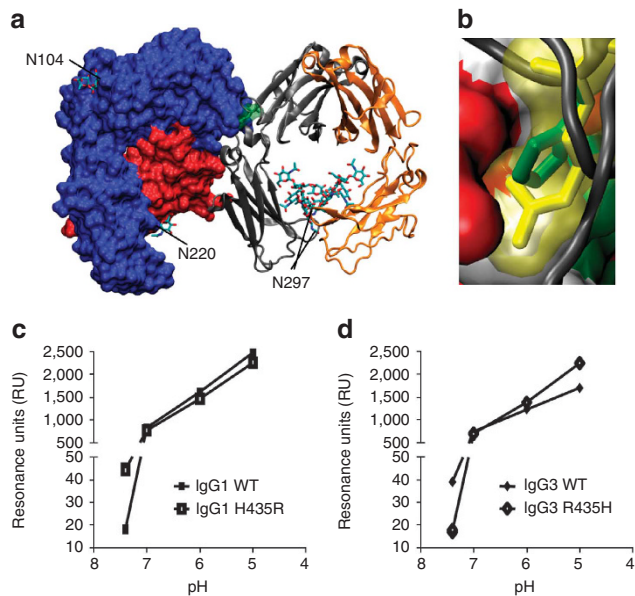 a
b
N104
N220
N297
c
d
Resonance units (RU)
2,500
2,000
1,500
1,000
500
50
40
30
20
10
IgG1 WT
IgG1 H435R
8
7
6
5
4
pH
Resonance units (RU)
2,500
2,000
1,500
1,000
500
50
40
30
20
10
IgG3 WT
IgG3 R435H
8
7
6
5
4
pH